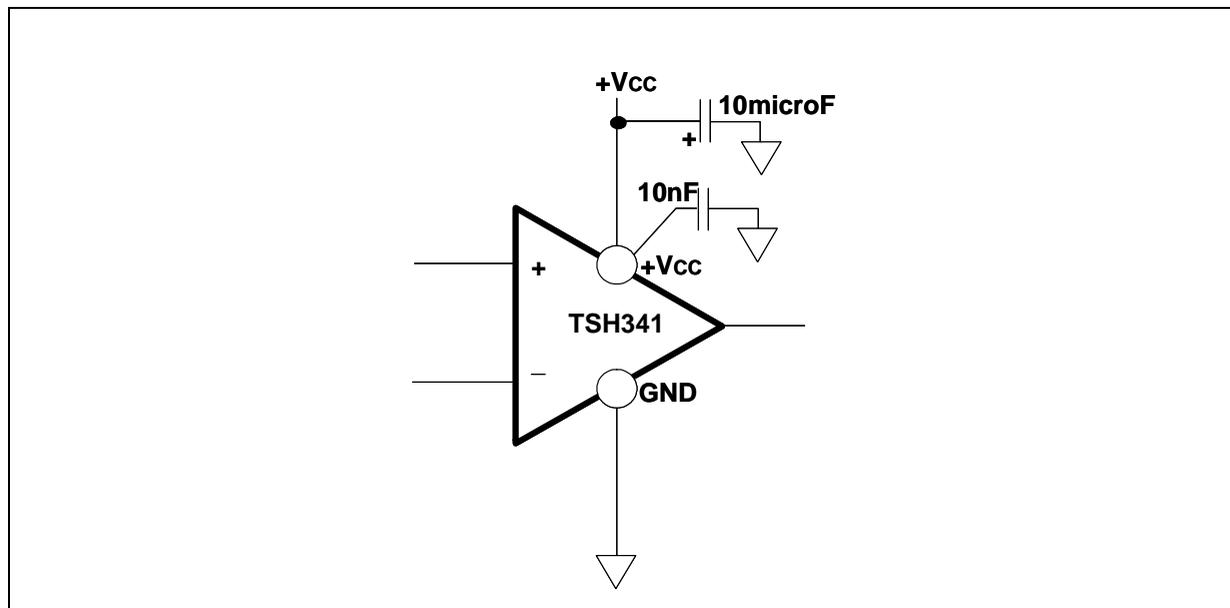 +VCC
10microF
+
10nF
+VCC
+
TSH341
–
GND